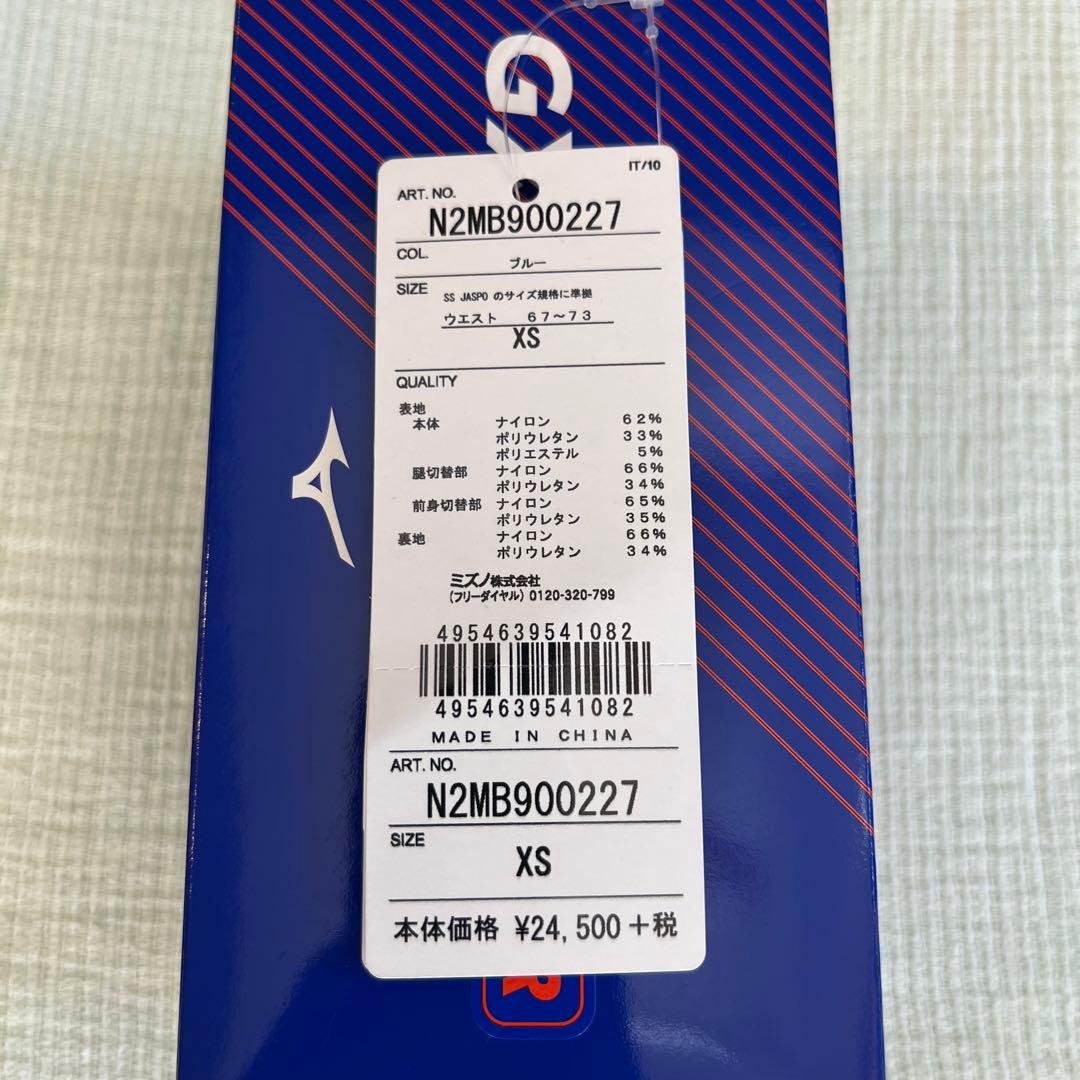 G
IT/10
ART. NO.
N2MB900227
COL.
ブルー
SIZE
SS JASPO のサイズ規格に準拠
ウエスト 67～73
XS
QUALITY
表地
本体 ナイロン 62%
ポリウレタン 33%
ポリエステル 5%
腿切替部 ナイロン 66%
ポリウレタン 34%
前身切替部 ナイロン 65%
ポリウレタン 35%
裏地 ナイロン 66%
ポリウレタン 34%
ミズノ株式会社
(フリーダイヤル) 0120-320-799
4954639541082
4954639541082
MADE IN CHINA
ART. NO.
N2MB900227
SIZE
XS
本体価格 ¥24,500+税
R